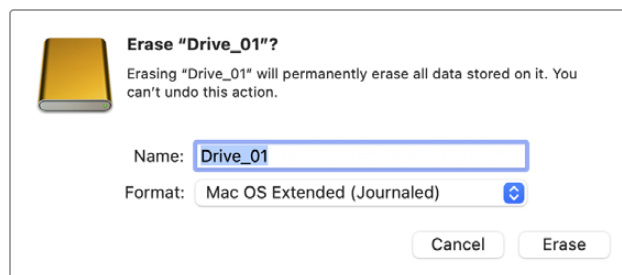 Erase “Drive_01”?
Erasing “Drive_01” will permanently erase all data stored on it. You
can’t undo this action.
Name: Drive_01
Format: Mac OS Extended (Journaled)
Cancel Erase